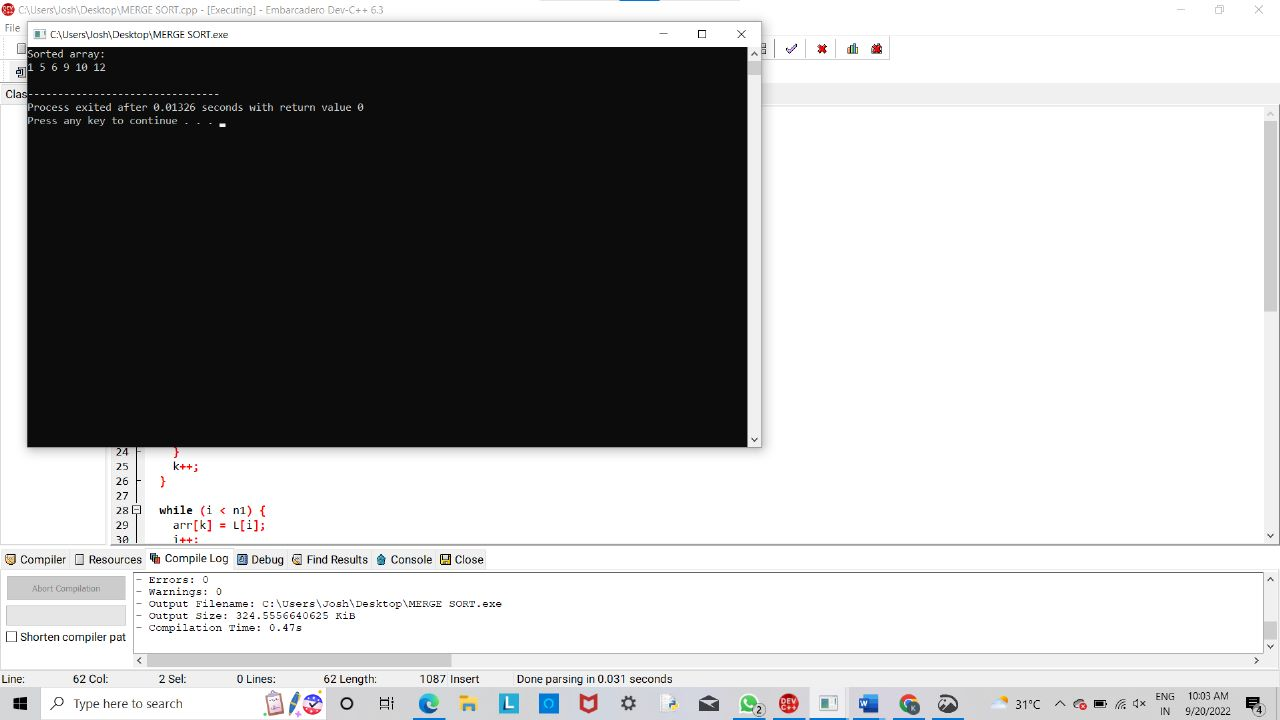 C:\Users\Josh\Desktop\MERGE SORT.cpp - [Executing] - Embarcadero Dev-C++ 6.3
File
C:\Users\Josh\Desktop\MERGE SORT.exe
Sorted array:
1 5 6 9 10 12
--------------------------------
Process exited after 0.01326 seconds with return value 0
Press any key to continue . . .
Clas
24 }
25 k++;
26 }
27
28 while (i < n1) {
29 arr[k] = L[i];
30 i++;
Compiler Resources Compile Log Debug Find Results Console Close
Abort Compilation
Shorten compiler pat
- Errors: 0
- Warnings: 0
- Output Filename: C:\Users\Josh\Desktop\MERGE SORT.exe
- Output Size: 324.5556640625 KiB
- Compilation Time: 0.47s
Line: 62 Col: 2 Sel: 0 Lines: 62 Length: 1087 Insert Done parsing in 0.031 seconds
Type here to search
L
2
DEV C++
W
31°C
ENG
IN
10:03 AM
9/20/2022
4